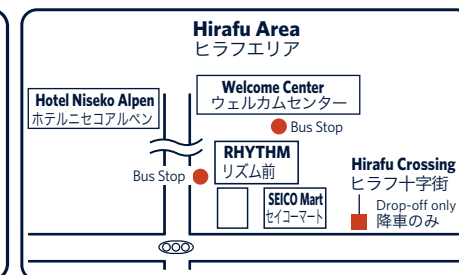 Hirafu Area
ヒラフエリア
Hotel Niseko Alpen
ホテルニセコアルペン
Welcome Center
ウェルカムセンター
Bus Stop
RHYTHM
リズム前
Bus Stop
SEICO Mart
セイコーマート
Hirafu Crossing
ヒラフ十字街
Drop-off only
降車のみ